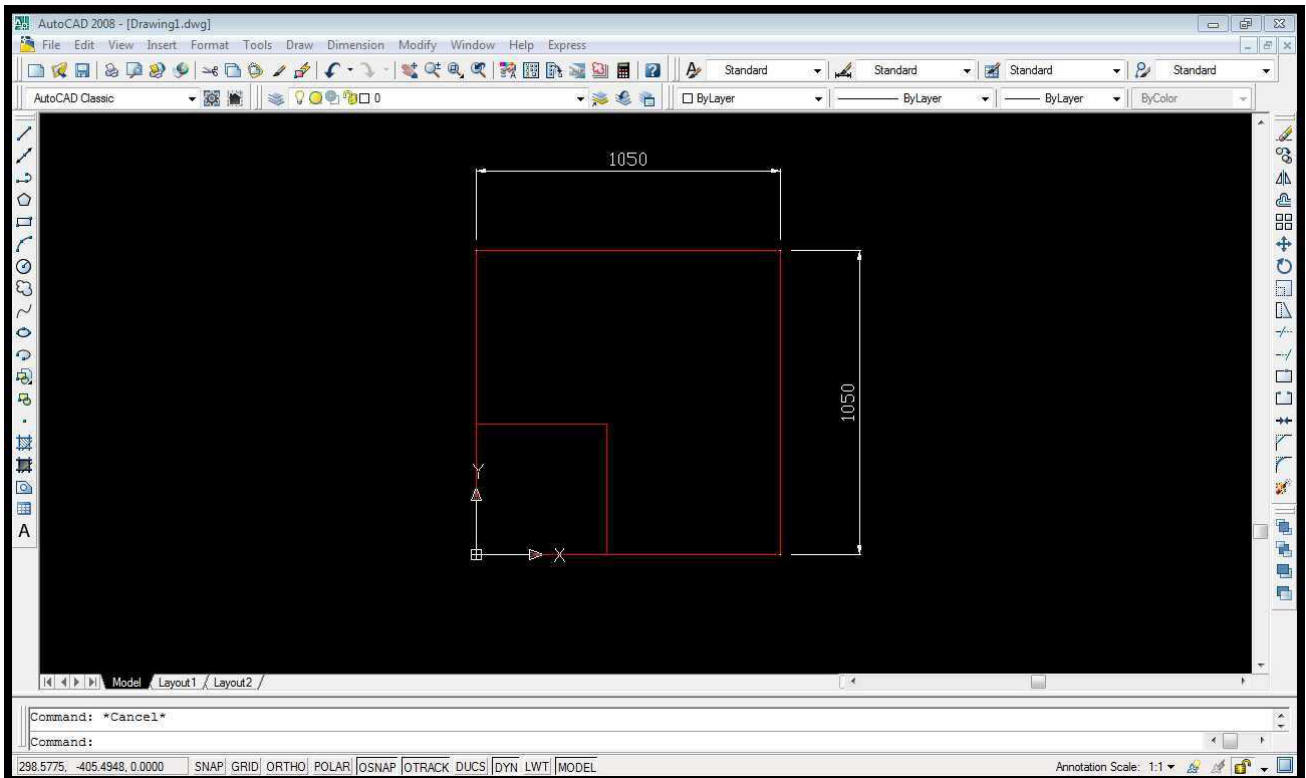 AutoCAD 2008 - [Drawing1.dwg]
File Edit View Insert Format Tools Draw Dimension Modify Window Help Express
Standard Standard Standard Standard
AutoCAD Classic 0 ByLayer ByLayer ByLayer ByColor
1050
1050
Y
X
A
Model Layout1 Layout2
Command: *Cancel*
Command:
298.5775, -405.4948, 0.0000 SNAP GRID ORTHO POLAR OSNAP OTRACK DUCS DYN LWT MODEL Annotation Scale: 1:1